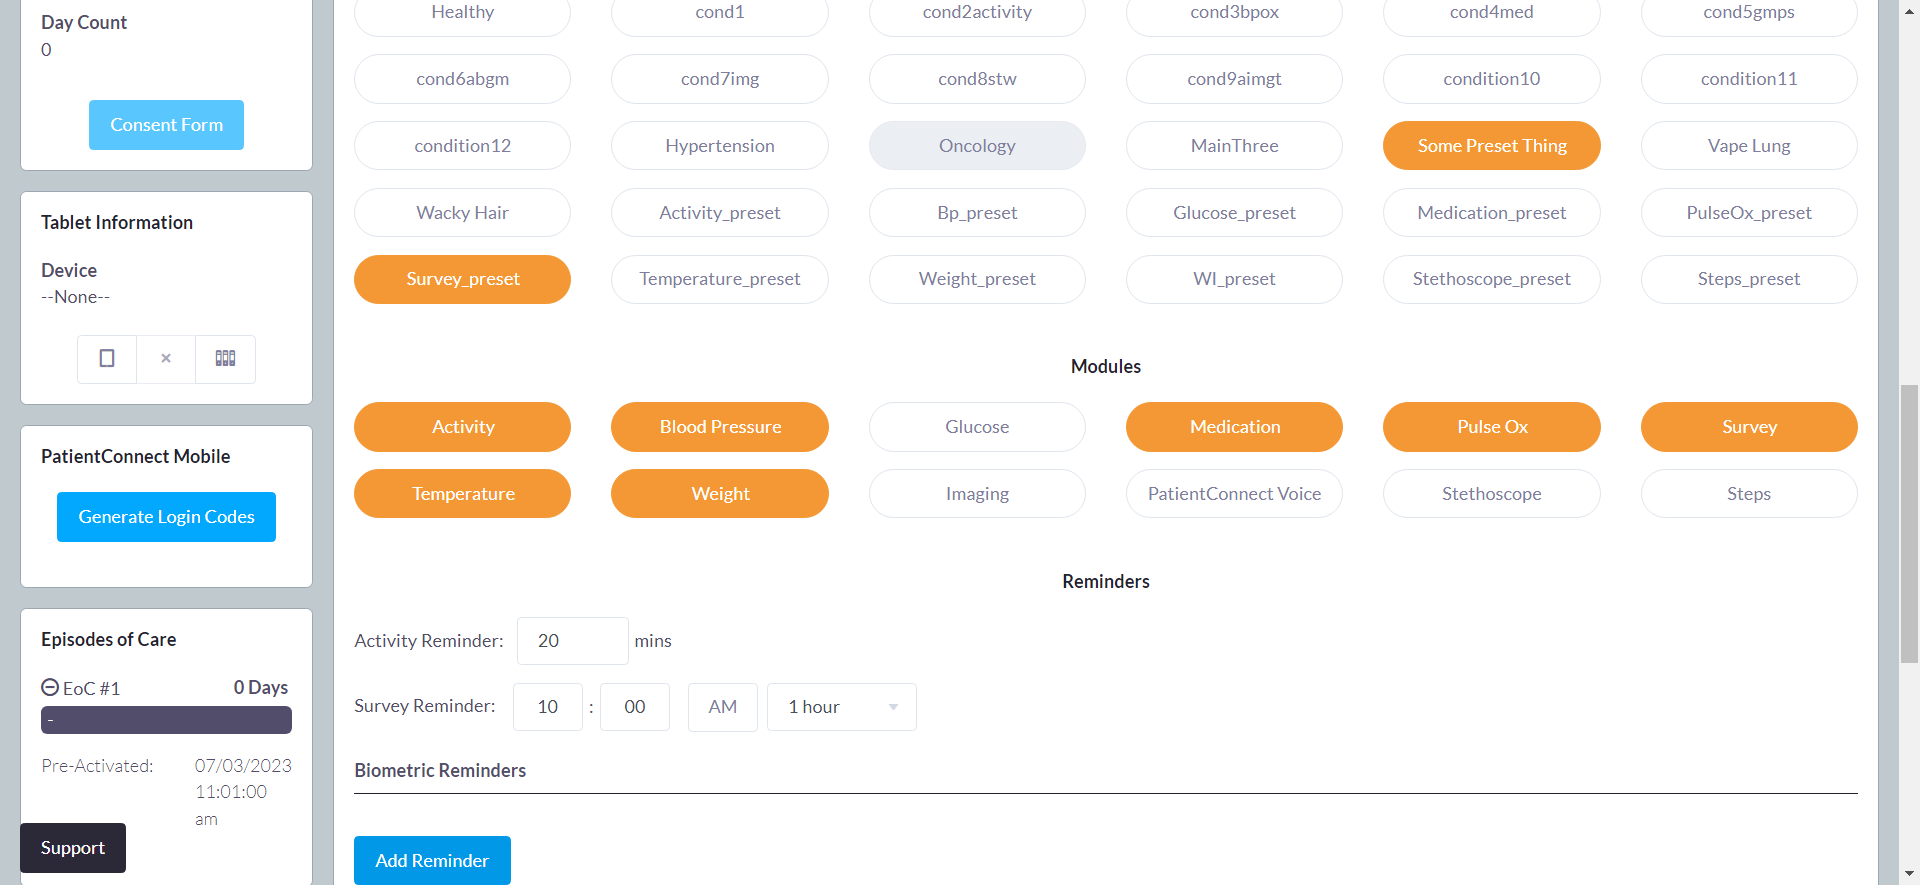 Day Count
0
Consent Form
Tablet Information
Device
--None--
PatientConnect Mobile
Generate Login Codes
Episodes of Care
EoC #1 0 Days
-
Pre-Activated: 07/03/2023
11:01:00
am
Support
Healthy cond1 cond2activity cond3bpox cond4med cond5gmps
cond6abgm cond7img cond8stw cond9aimgt condition10 condition11
condition12 Hypertension Oncology MainThree Some Preset Thing Vape Lung
Wacky Hair Activity_preset Bp_preset Glucose_preset Medication_preset PulseOx_preset
Survey_preset Temperature_preset Weight_preset WI_preset Stethoscope_preset Steps_preset
Modules
Activity Blood Pressure Glucose Medication Pulse Ox Survey
Temperature Weight Imaging PatientConnect Voice Stethoscope Steps
Reminders
Activity Reminder: 20 mins
Survey Reminder: 10 : 00 AM 1 hour
Biometric Reminders
Add Reminder